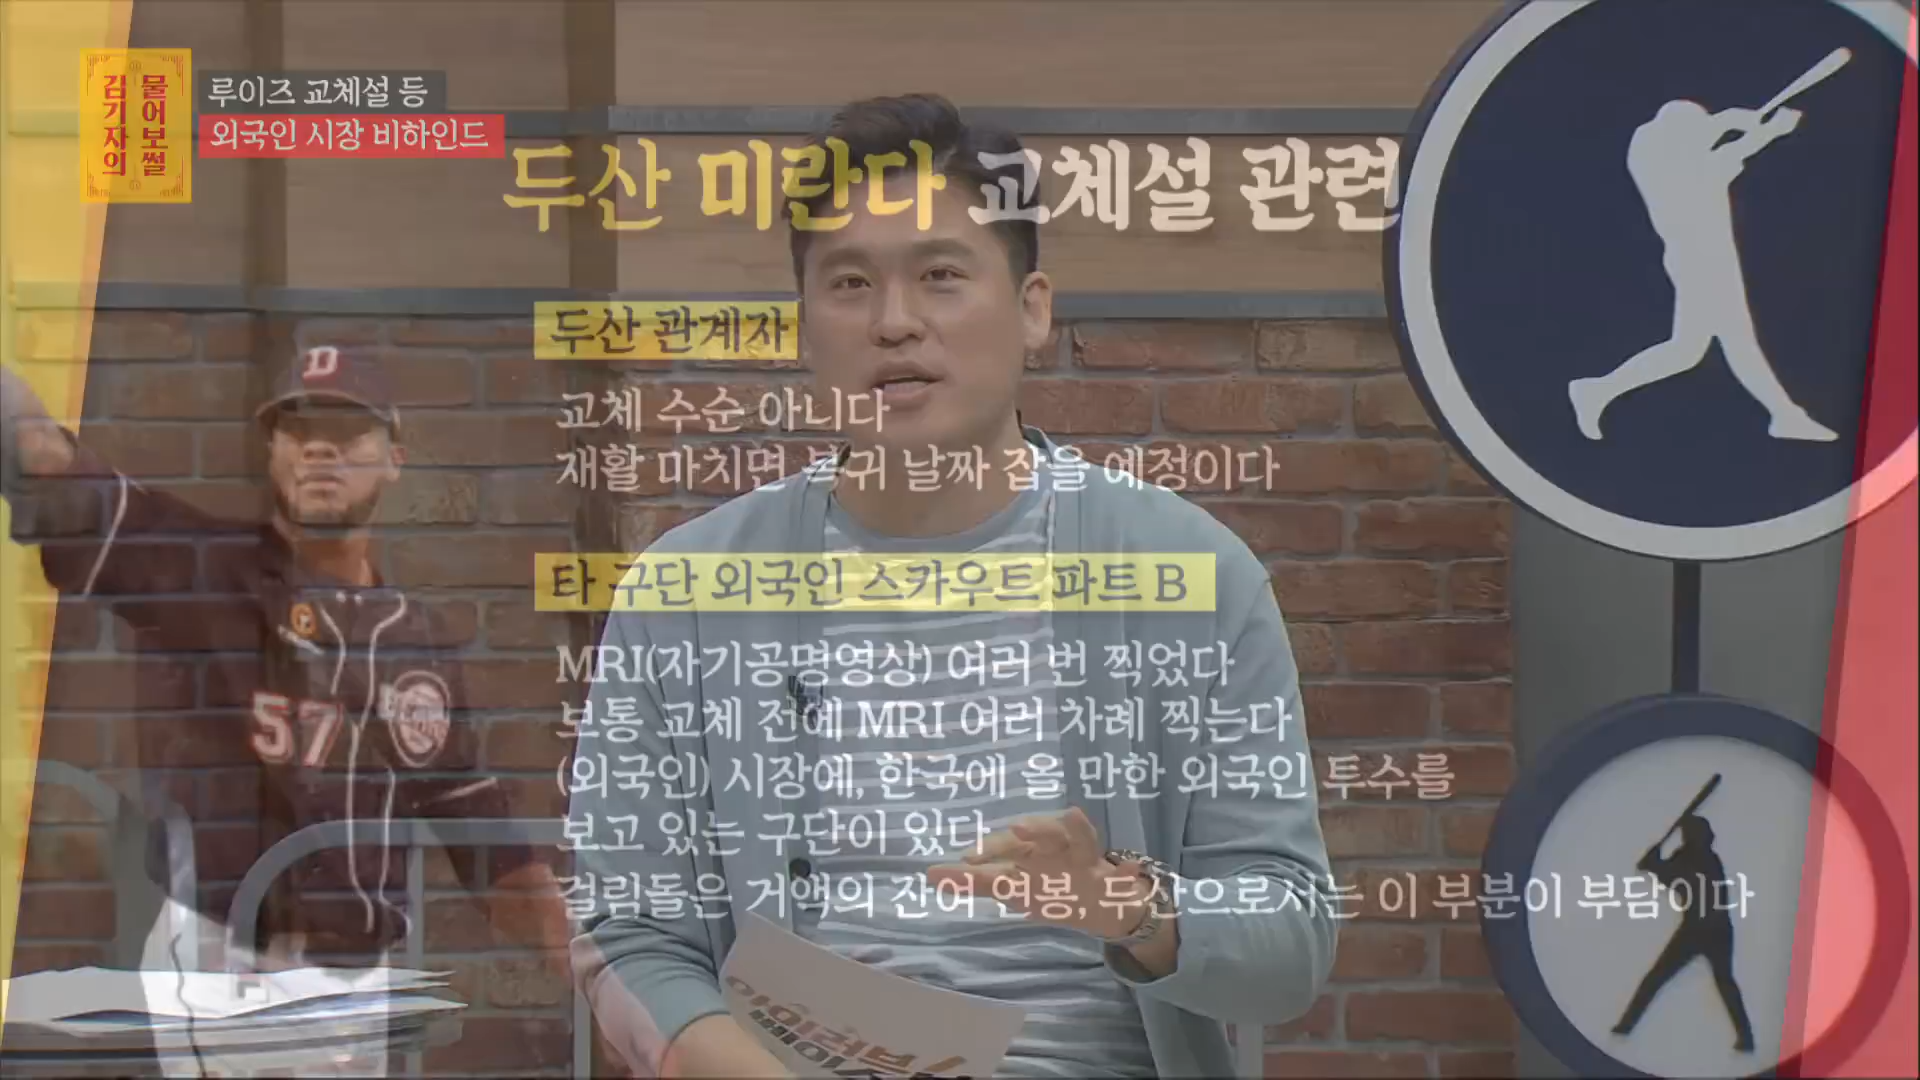 김기자의
물어보썰
루이즈 교체설 등
외국인 시장 비하인드
두산 미란다 교체설 관련
두산 관계자
교체 수순 아니다
재활 마치면 복귀 날짜 잡을 예정이다
타 구단 외국인 스카우트 파트 B
MRI(자기공명영상) 여러 번 찍었다
보통 교체 전에 MRI 여러 차례 찍는다
(외국인) 시장에, 한국에 올 만한 외국인 투수를
보고 있는 구단이 있다
걸림돌은 거액의 잔여 연봉, 두산으로서는 이 부분이 부담이다
D
57